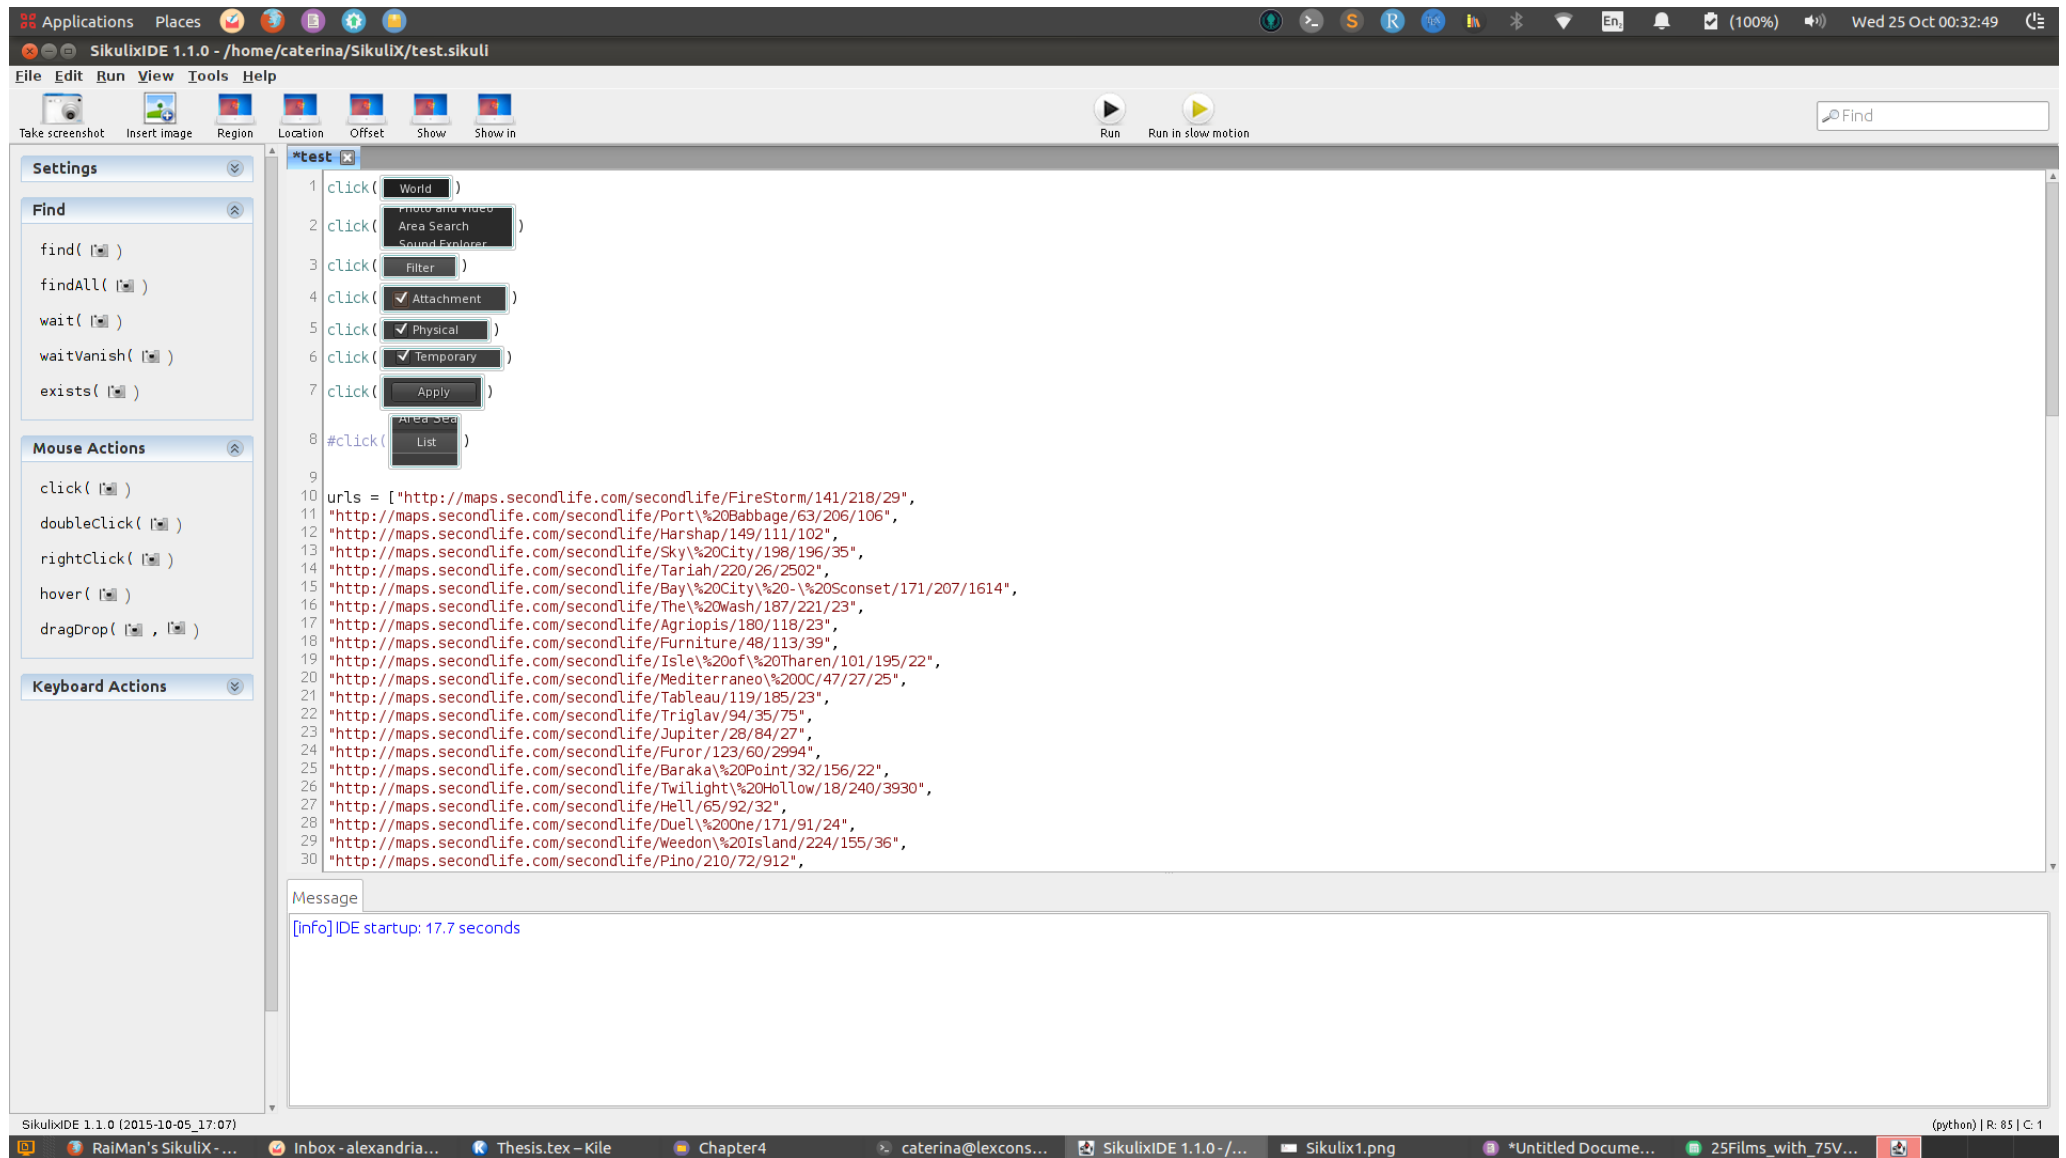 Applications Places En2 (100%) Wed 25 Oct 00:32:49
SikulixIDE 1.1.0 - /home/caterina/SikuliX/test.sikuli
File Edit Run View Tools Help
Take screenshot Insert image Region Location Offset Show Show in Run Run in slow motion Find
Settings
Find
find( )
findAll( )
wait( )
waitVanish( )
exists( )
Mouse Actions
click( )
doubleClick( )
rightClick( )
hover( )
dragDrop( , )
Keyboard Actions
*test
1 click( World )
Photo and Video
2 click( Area Search )
Sound Explorer
3 click( Filter )
4 click( Attachment )
5 click( Physical )
6 click( Temporary )
7 click( Apply )
Area Sea
8 #click( List )
9
10 urls = ["http://maps.secondlife.com/secondlife/FireStorm/141/218/29",
11 "http://maps.secondlife.com/secondlife/Port\%20Babbage/63/206/106",
12 "http://maps.secondlife.com/secondlife/Harshap/149/111/102",
13 "http://maps.secondlife.com/secondlife/Sky\%20City/198/196/35",
14 "http://maps.secondlife.com/secondlife/Tariah/220/26/2502",
15 "http://maps.secondlife.com/secondlife/Bay\%20City\%20-\%20Sconset/171/207/1614",
16 "http://maps.secondlife.com/secondlife/The\%20Wash/187/221/23",
17 "http://maps.secondlife.com/secondlife/Agriopis/180/118/23",
18 "http://maps.secondlife.com/secondlife/Furniture/48/113/39",
19 "http://maps.secondlife.com/secondlife/Isle\%20of\%20Tharen/101/195/22",
20 "http://maps.secondlife.com/secondlife/Mediterraneo\%20OC/47/27/25",
21 "http://maps.secondlife.com/secondlife/Tableau/119/185/23",
22 "http://maps.secondlife.com/secondlife/Triglav/94/35/75",
23 "http://maps.secondlife.com/secondlife/Jupiter/28/84/27",
24 "http://maps.secondlife.com/secondlife/Furor/123/60/2994",
25 "http://maps.secondlife.com/secondlife/Baraka\%20Point/32/156/22",
26 "http://maps.secondlife.com/secondlife/Twilight\%20Hollow/18/240/3930",
27 "http://maps.secondlife.com/secondlife/Hell/65/92/32",
28 "http://maps.secondlife.com/secondlife/Duel\%20One/171/91/24",
29 "http://maps.secondlife.com/secondlife/Weedon\%20Island/224/155/36",
30 "http://maps.secondlife.com/secondlife/Pino/210/72/912",
Message
[info] IDE startup: 17.7 seconds
SikulixIDE 1.1.0 (2015-10-05_17:07) (python) | R: 85 | C: 1
RaiMan's SikuliX - ... Inbox - alexandria... Thesis.tex – Kile Chapter4 caterina@lexcons... SikulixIDE 1.1.0 - /... Sikulix1.png *Untitled Docume... 25Films_with_75V...